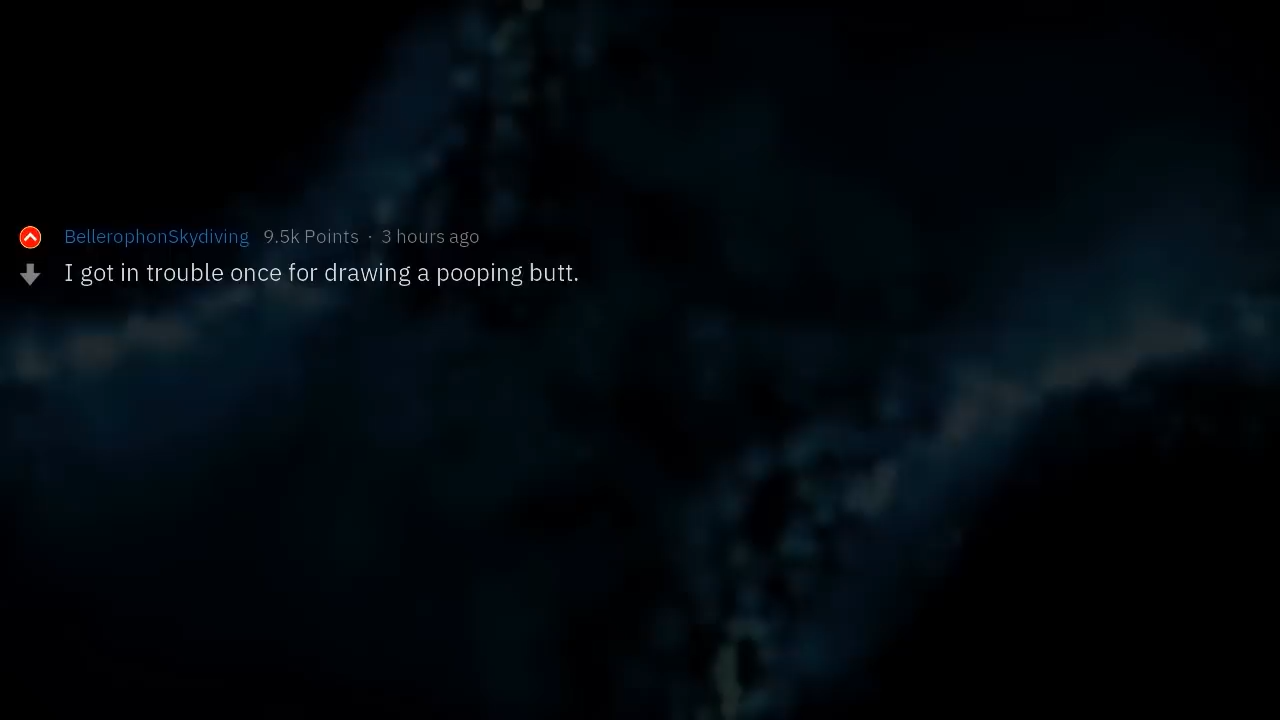 BellerophonSkydiving 9.5k Points · 3 hours ago
I got in trouble once for drawing a pooping butt.